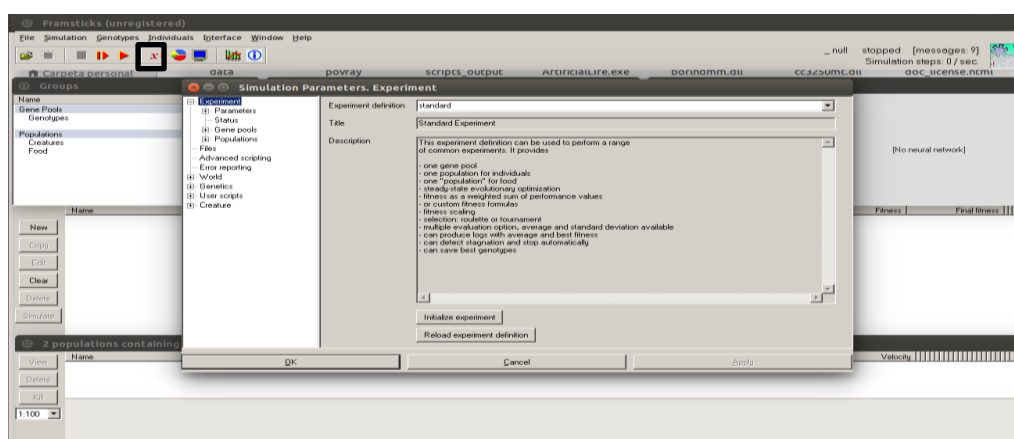 Framsticks (unregistered)
File Simulation Genotypes Individuals Interface Window Help
x
_ null stopped [messages: 9]
Simulation steps: 0 / sec.
Carpeta personal data povray scripts_output ArtificialLife.exe borlndmm.dll cc3250mt.dll doc_license.html
Groups
Name
Gene Pools
Genotypes
Populations
Creatures
Food
Simulation Parameters. Experiment
Experiment
Parameters
Status
Gene pools
Populations
Files
Advanced scripting
Error reporting
World
Genetics
User scripts
Creature
Experiment definition standard
Title Standard Experiment
Description
This experiment definition can be used to perform a range
of common experiments. It provides
- one gene pool
- one population for individuals
- one "population" for food
- steady-state evolutionary optimization
- fitness as a weighted sum of performance values
- or custom fitness formulas
- fitness scaling
- selection: roulette or tournament
- multiple evaluation option, average and standard deviation available
- can produce logs with average and best fitness
- can detect stagnation and stop automatically
- can save best genotypes
Initialize experiment
Reload experiment definition
OK Cancel Apply
[No neural network]
Name Fitness Final fitness
New
Copy
Edit
Clear
Delete
Simulate
2 populations containing
Name Velocity
View
Delete
Kill
1:100